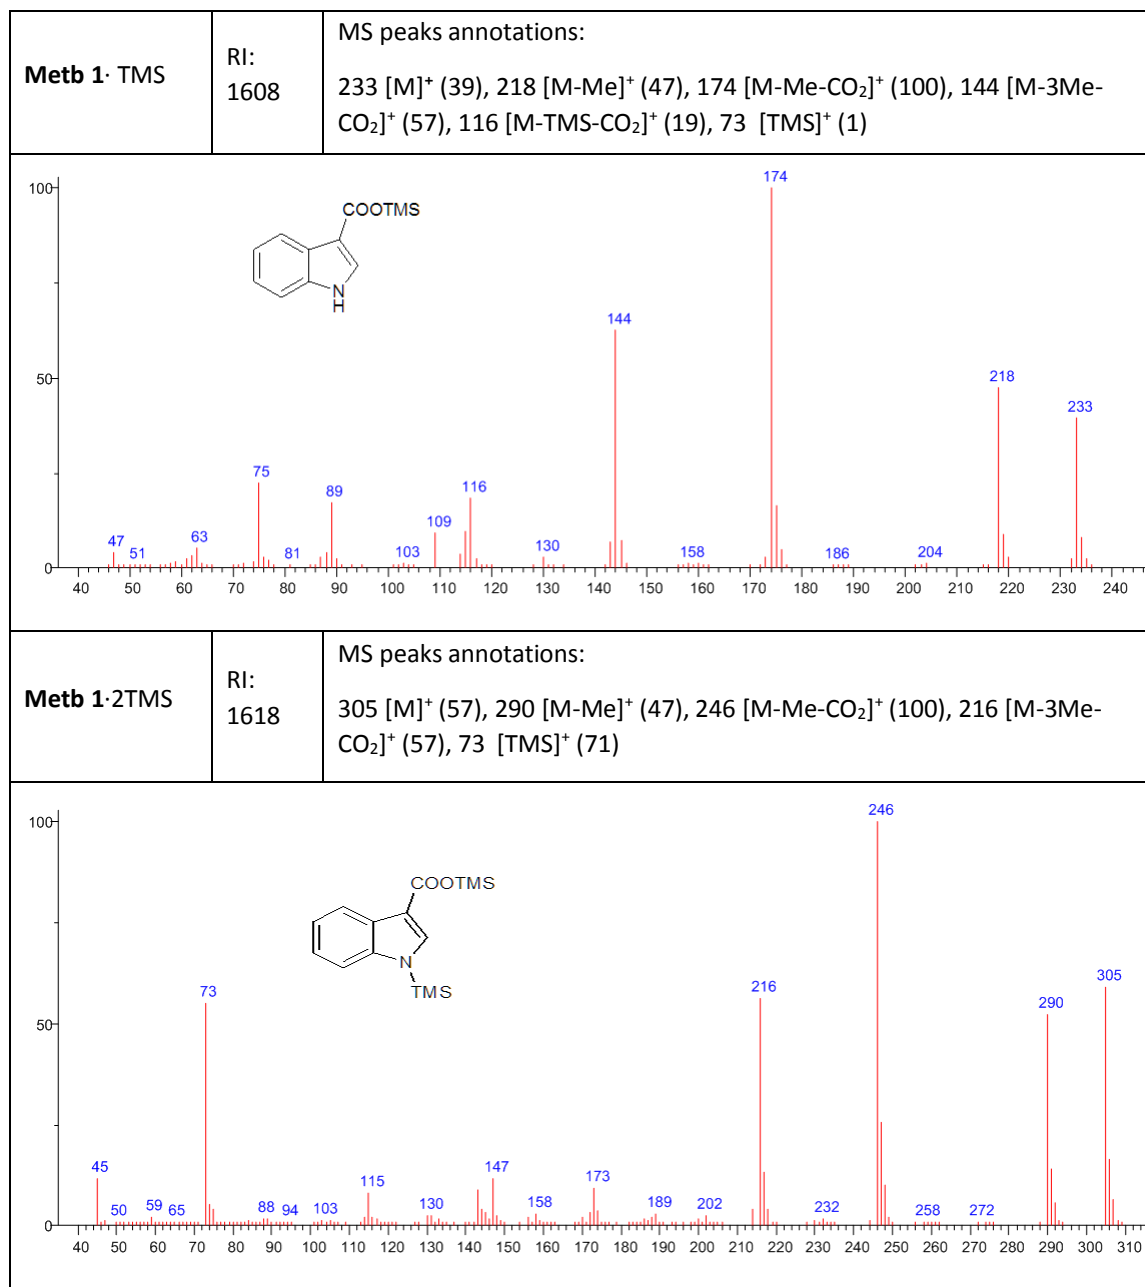 Metb 1· TMS
RI:
1608
MS peaks annotations:
233 [M]⁺ (39), 218 [M-Me]⁺ (47), 174 [M-Me-CO₂]⁺ (100), 144 [M-3Me-
CO₂]⁺ (57), 116 [M-TMS-CO₂]⁺ (19), 73 [TMS]⁺ (1)
100
50
0
174
144
218
233
75
89
116
109
47
51
63
81
103
130
158
186
204
COOTMS
N
H
40 50 60 70 80 90 100 110 120 130 140 150 160 170 180 190 200 210 220 230 240
Metb 1·2TMS
RI:
1618
MS peaks annotations:
305 [M]⁺ (57), 290 [M-Me]⁺ (47), 246 [M-Me-CO₂]⁺ (100), 216 [M-3Me-
CO₂]⁺ (57), 73 [TMS]⁺ (71)
100
50
0
246
305
290
216
73
45
50
59
65
88
94
103
115
130
147
158
173
189
202
232
258
272
COOTMS
N
TMS
40 50 60 70 80 90 100 110 120 130 140 150 160 170 180 190 200 210 220 230 240 250 260 270 280 290 300 310